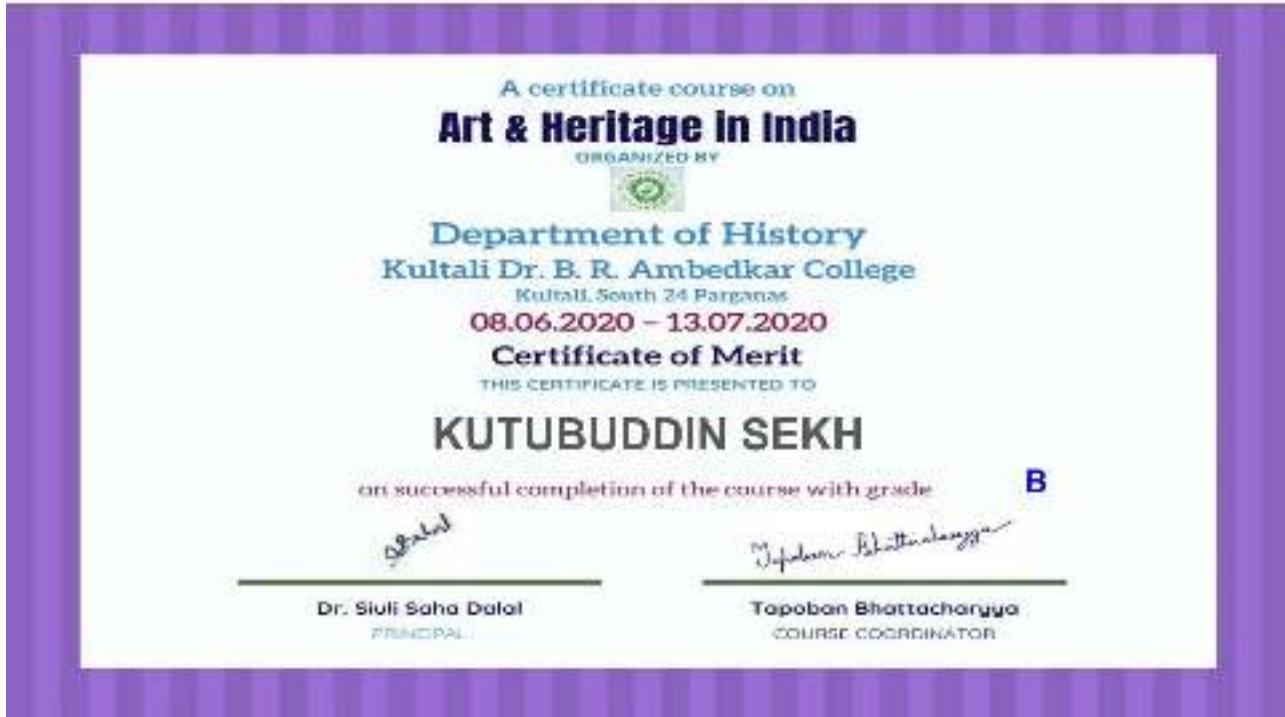 A certificate course on
Art & Heritage in India
ORGANIZED BY
Department of History
Kultali Dr. B. R. Ambedkar College
Kultali, South 24 Parganas
08.06.2020 – 13.07.2020
Certificate of Merit
THIS CERTIFICATE IS PRESENTED TO
KUTUBUDDIN SEKH
on successful completion of the course with grade B
Tapoban Bhattacharyya
Dr. Siuli Saha Dalal Tapoban Bhattacharyya
PRINCIPAL COURSE COORDINATOR